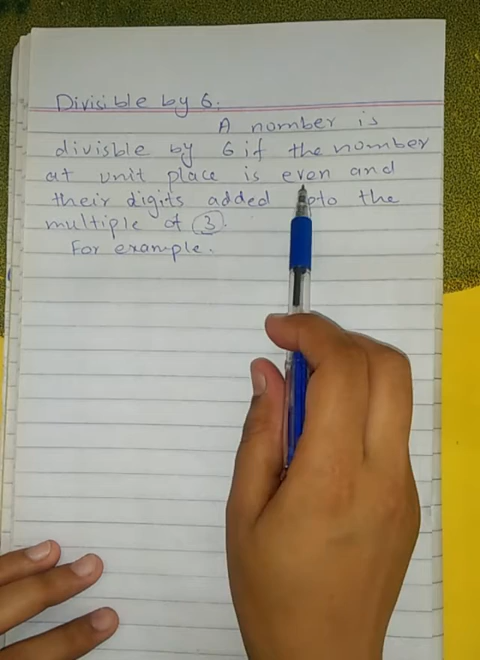 Divisible by 6.
A nomber is
divisble by 6 if the nomber
at unit place is even and
their digits added upto the
multiple of 3.
For example.